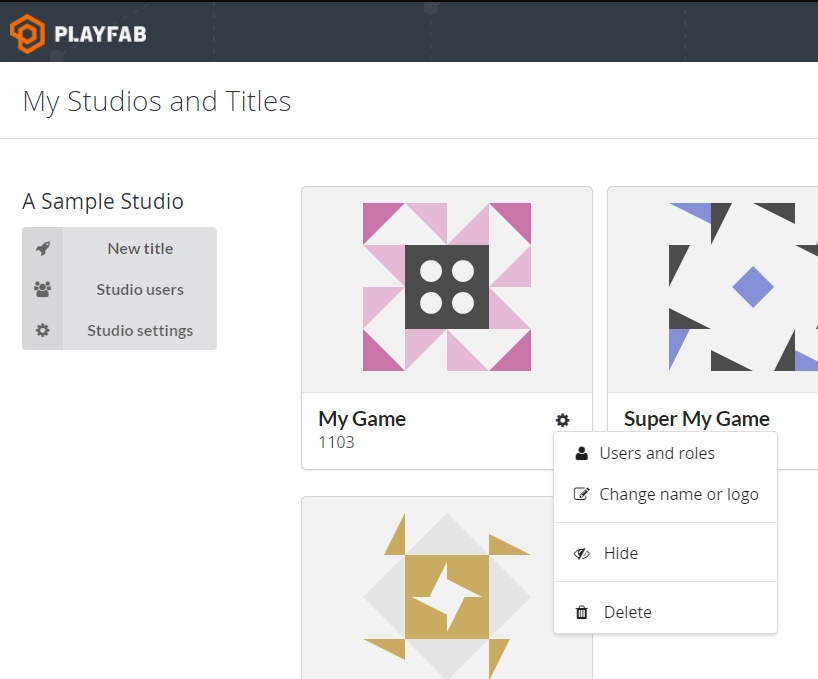 PLAYFAB
My Studios and Titles
A Sample Studio
New title
Studio users
Studio settings
My Game
1103
Super My Game
Users and roles
Change name or logo
Hide
Delete